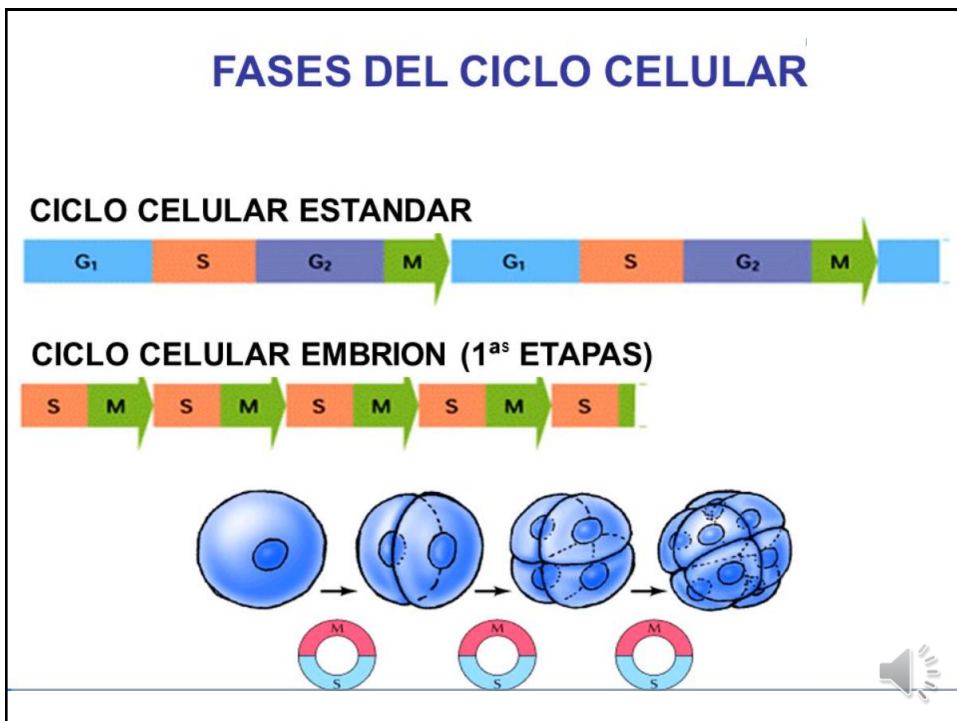 FASES DEL CICLO CELULAR
CICLO CELULAR ESTANDAR
G₁ S G₂ M G₁ S G₂ M
CICLO CELULAR EMBRION (1ᵃˢ ETAPAS)
S M S M S M S M S
M M M
S S S